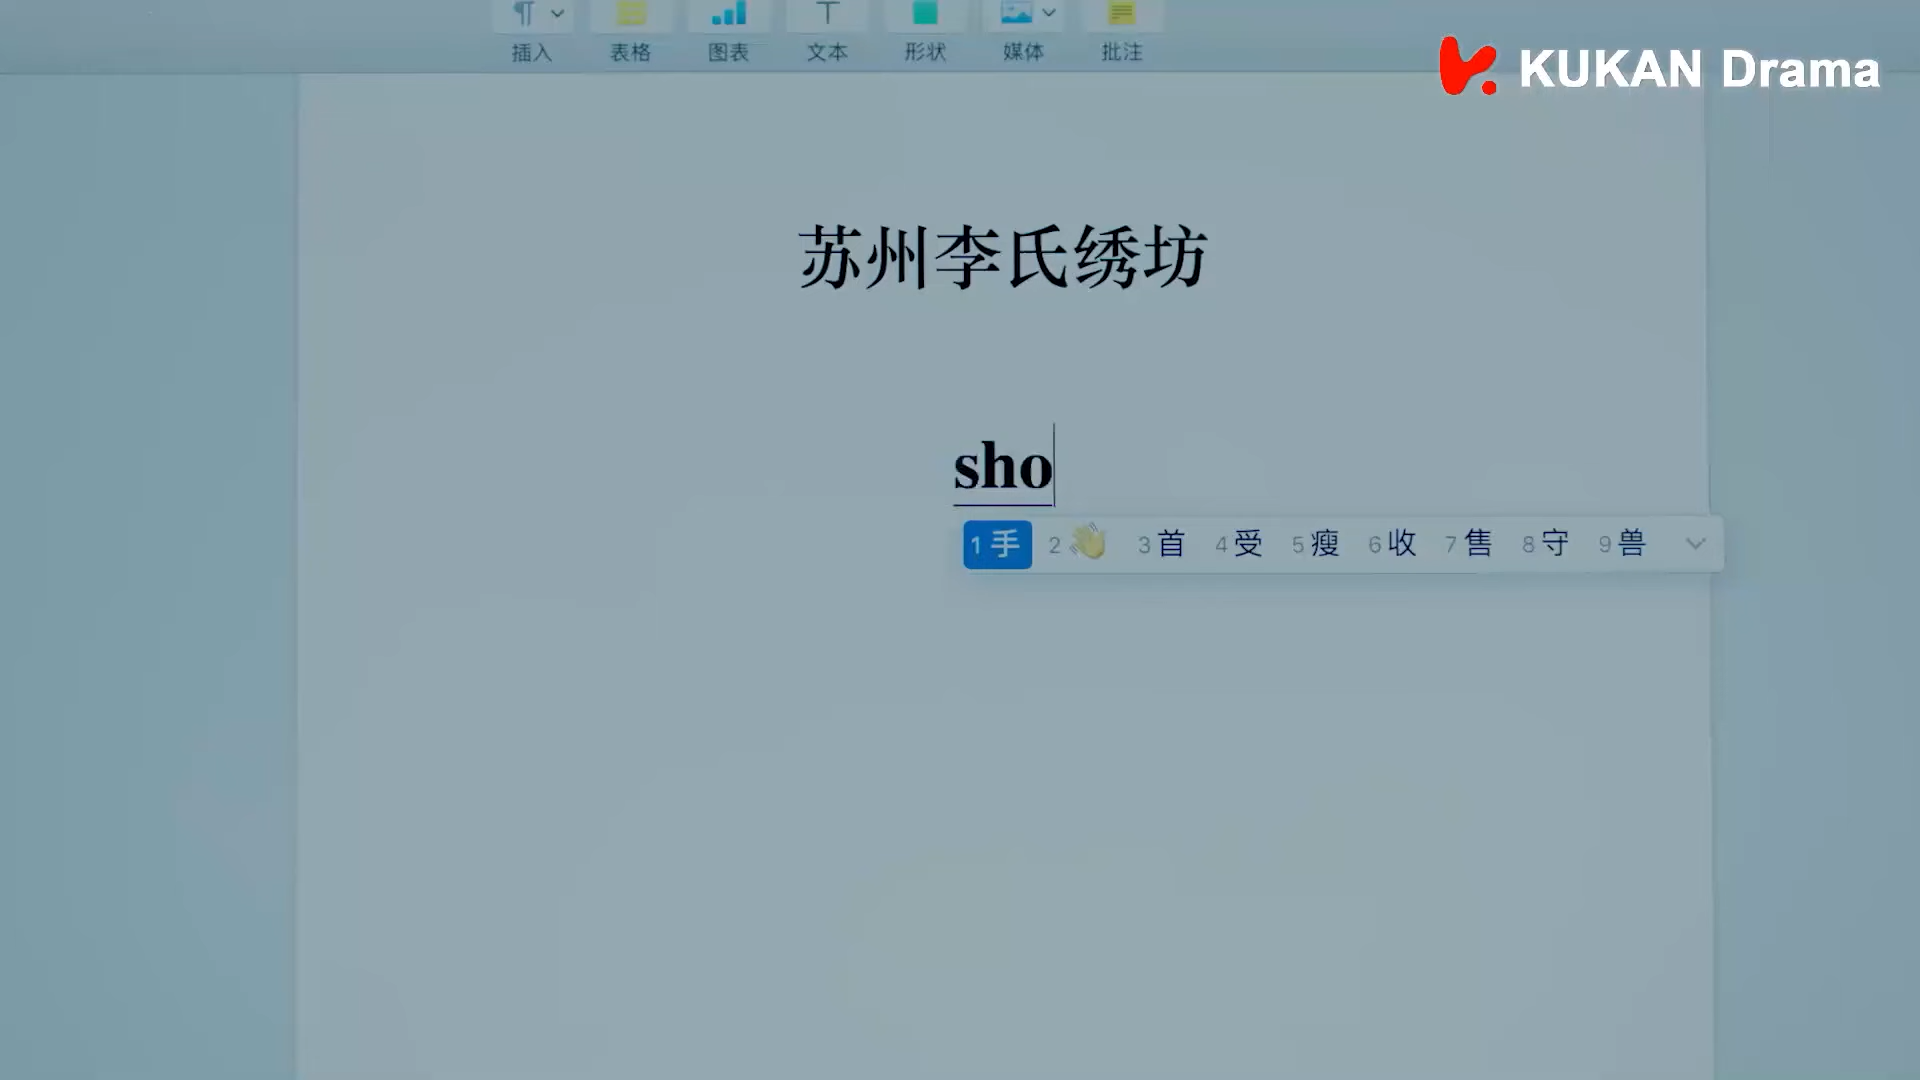 插入 表格 图表 文本 形状 媒体 批注
KUKAN Drama
苏州李氏绣坊
sho
1 手 2 👋 3 首 4 受 5 瘦 6 收 7 售 8 守 9 兽